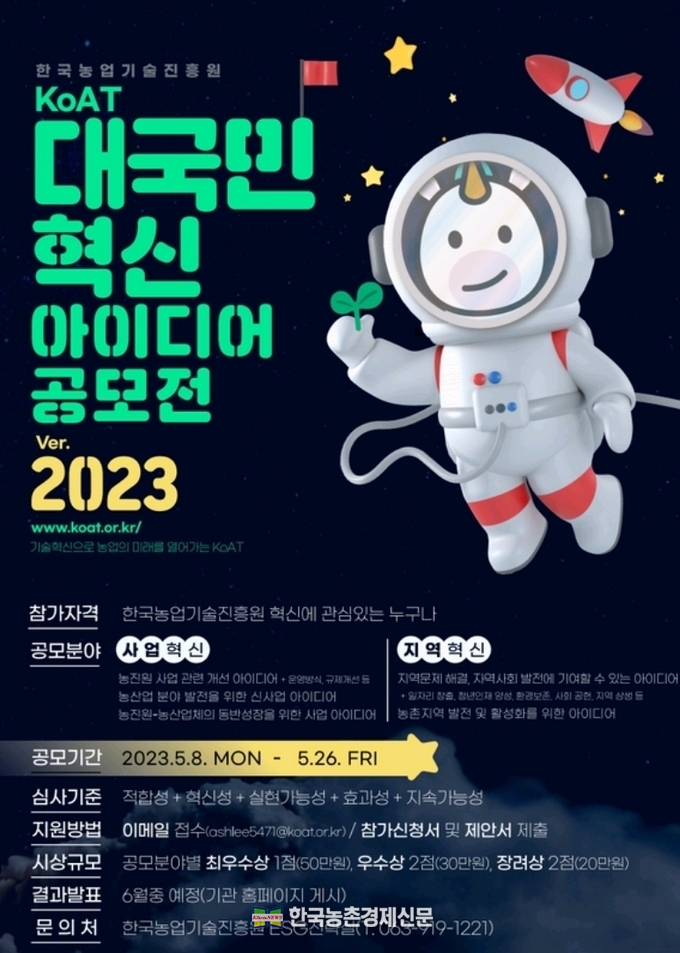 한국농업기술진흥원
KoAT
대국민
혁신
아이디어
공모전
Ver.
2023
www.koat.or.kr/
기술혁신으로 농업의 미래를 열어가는 KoAT
참가자격 한국농업기술진흥원 혁신에 관심있는 누구나
공모분야 사업혁신
농진원 사업 관련 개선 아이디어 + 운영방식, 규제개선 등
농산업 분야 발전을 위한 신사업 아이디어
농진원-농산업체의 동반성장을 위한 사업 아이디어
지역혁신
지역문제 해결, 지역사회 발전에 기여할 수 있는 아이디어
+ 일자리 창출, 청년인재 양성, 환경보존, 사회 공헌, 지역 상생 등
농촌지역 발전 및 활성화를 위한 아이디어
공모기간 2023.5.8. MON - 5.26. FRI
심사기준 적합성 + 혁신성 + 실현가능성 + 효과성 + 지속가능성
지원방법 이메일 접수(ashlee5471@koat.or.kr) / 참가신청서 및 제안서 제출
시상규모 공모분야별 최우수상 1점(50만원), 우수상 2점(30만원), 장려상 2점(20만원)
결과발표 6월중 예정(기관 홈페이지 게시)
한국농촌경제신문
문 의 처 한국농업기술진흥원 ESG전략실(T. 063-919-1221)